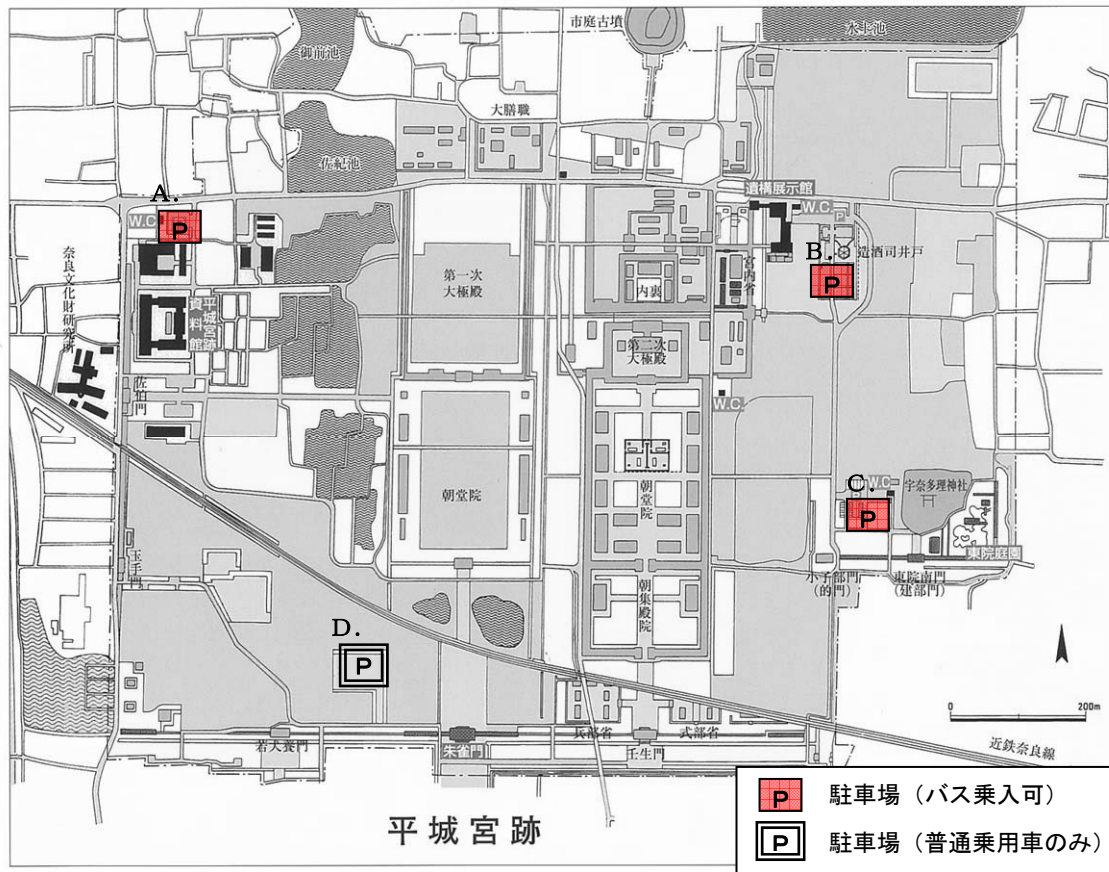 市庭古墳
水上池
御前池
大膳職
佐紀池
遺構展示館
A.
W.C
P
W.C
P
B.
造酒司井戸
P
奈良文化財研究所
平城宮跡
資料館
第一次
大極殿
内裏
宮内省
第二次
大極殿
佐伯門
W.C.
朝堂院
朝堂院
C.
W.C
P
宇奈多理神社
東院庭園
玉手門
小子部門
(的門)
東院南門
(建部門)
朝集殿院
D.
P
0
200m
兵部省
式部省
若犬養門
朱雀門
壬生門
近鉄奈良線
平城宮跡
P 駐車場（バス乗入可）
P 駐車場（普通乗用車のみ）